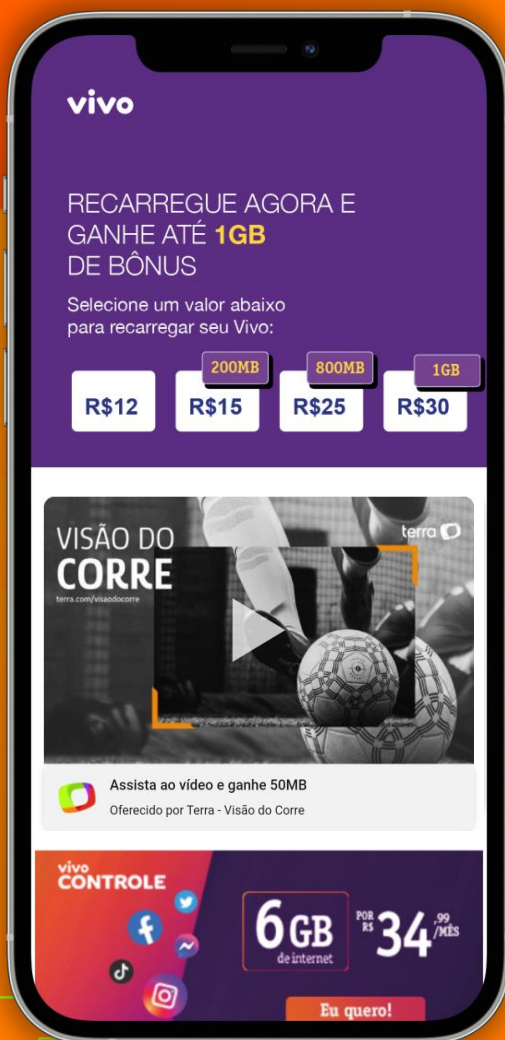 vivo
RECARREGUE AGORA E
GANHE ATÉ 1GB
DE BÔNUS
Selecione um valor abaixo
para recarregar seu Vivo:
200MB
800MB
1GB
R$12
R$15
R$25
R$30
VISÃO DO
CORRE
terra.com/visaodocorre
terra
Assista ao vídeo e ganhe 50MB
Oferecido por Terra - Visão do Corre
vivo
CONTROLE
6GB
de internet
POR
R$
34
,99
/MÊS
Eu quero!